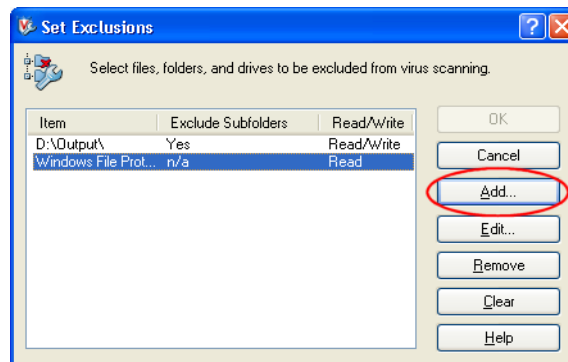 Set Exclusions
Select files, folders, and drives to be excluded from virus scanning.
Item Exclude Subfolders Read/Write
D:\Output\ Yes Read/Write
Windows File Prot... n/a Read
OK
Cancel
Add...
Edit...
Remove
Clear
Help